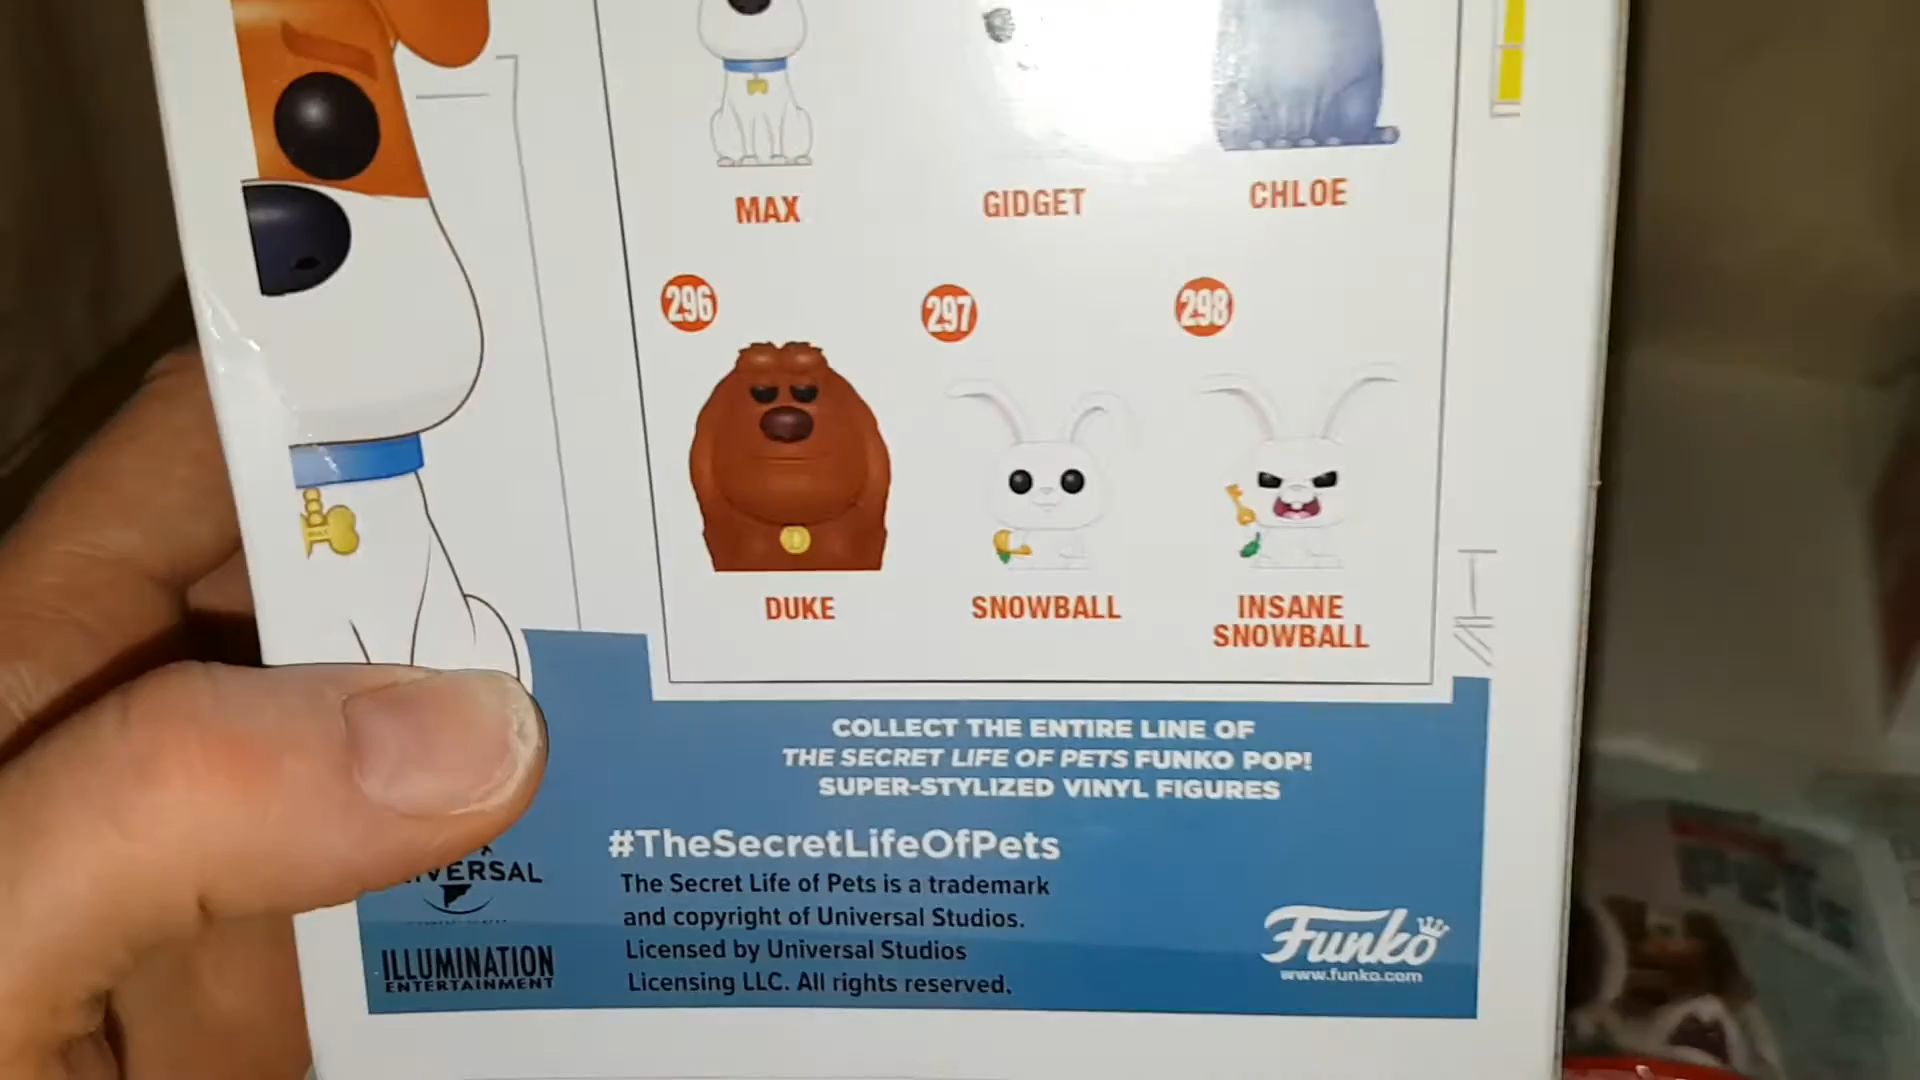 MAX
GIDGET
CHLOE
296
297
298
DUKE
SNOWBALL
INSANE
SNOWBALL
COLLECT THE ENTIRE LINE OF
THE SECRET LIFE OF PETS FUNKO POP!
SUPER-STYLIZED VINYL FIGURES
#TheSecretLifeOfPets
The Secret Life of Pets is a trademark
and copyright of Universal Studios.
Licensed by Universal Studios
Licensing LLC. All rights reserved.
ILLUMINATION
ENTERTAINMENT
Funko
www.funko.com